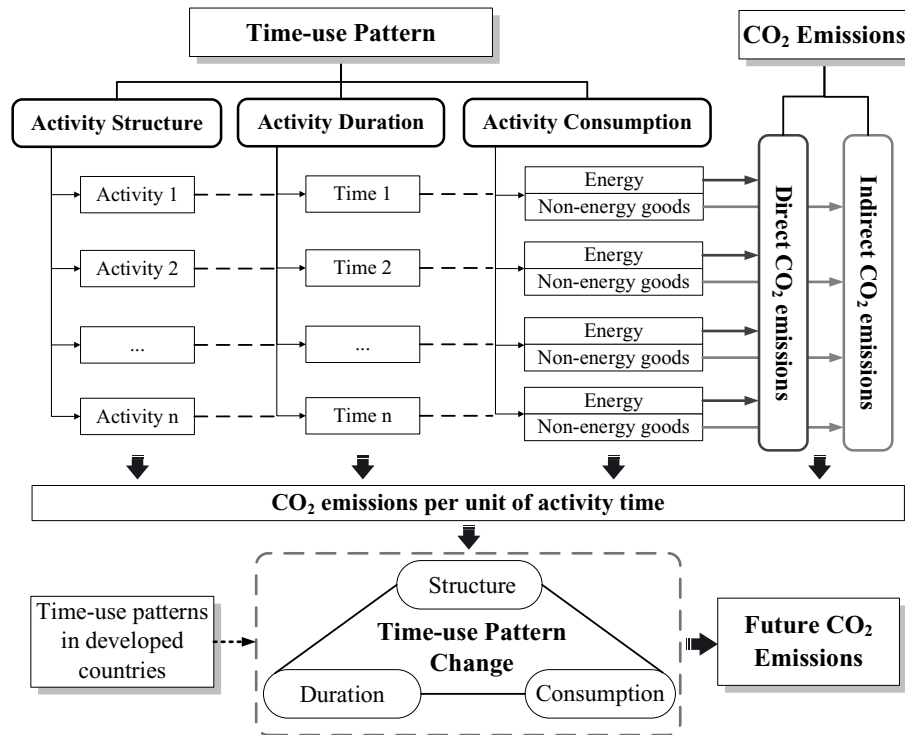 Time-use Pattern
CO₂ Emissions
Activity Structure
Activity Duration
Activity Consumption
Activity 1
Time 1
Energy
Non-energy goods
Activity 2
Time 2
Energy
Non-energy goods
...
...
Energy
Non-energy goods
Activity n
Time n
Energy
Non-energy goods
Direct CO₂ emissions
Indirect CO₂ emissions
CO₂ emissions per unit of activity time
Time-use patterns
in developed
countries
Structure
Time-use Pattern
Change
Duration
Consumption
Future CO₂
Emissions